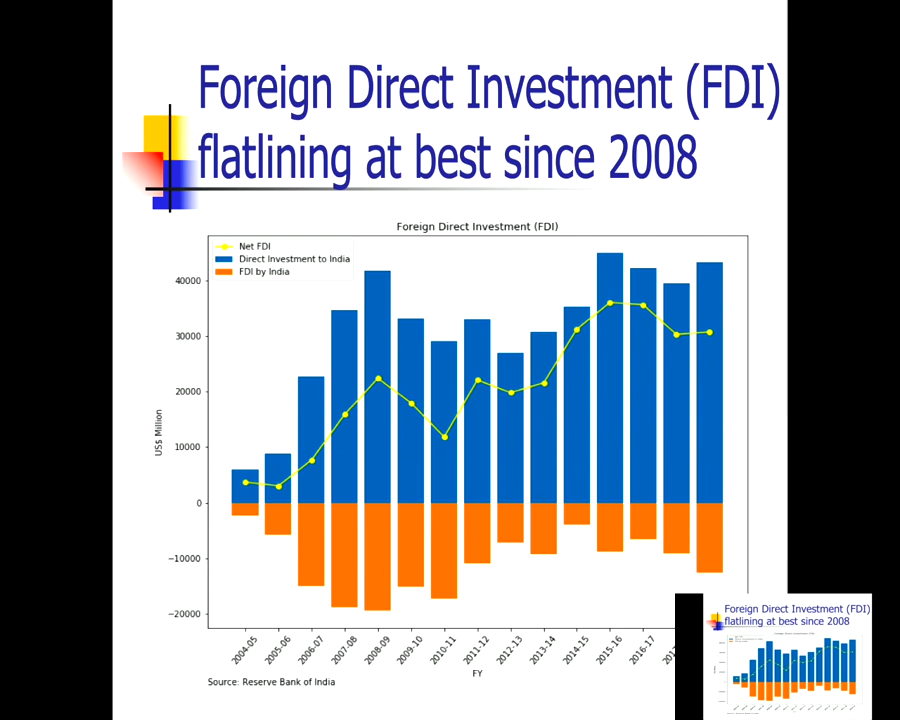 Foreign Direct Investment (FDI)
flatlining at best since 2008
Foreign Direct Investment (FDI)
Net FDI
Direct Investment to India
FDI by India
40000
30000
20000
10000
0
−10000
−20000
US$ Million
2004-05
2005-06
2006-07
2007-08
2008-09
2009-10
2010-11
2011-12
2012-13
2013-14
2014-15
2015-16
2016-17
FY
Source: Reserve Bank of India
Foreign Direct Investment (FDI)
flatlining at best since 2008